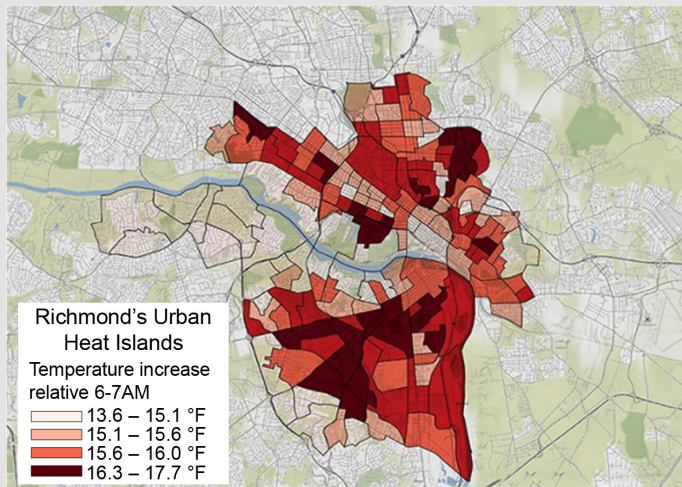 Richmond's Urban
Heat Islands
Temperature increase
relative 6-7AM
13.6 – 15.1 °F
15.1 – 15.6 °F
15.6 – 16.0 °F
16.3 – 17.7 °F